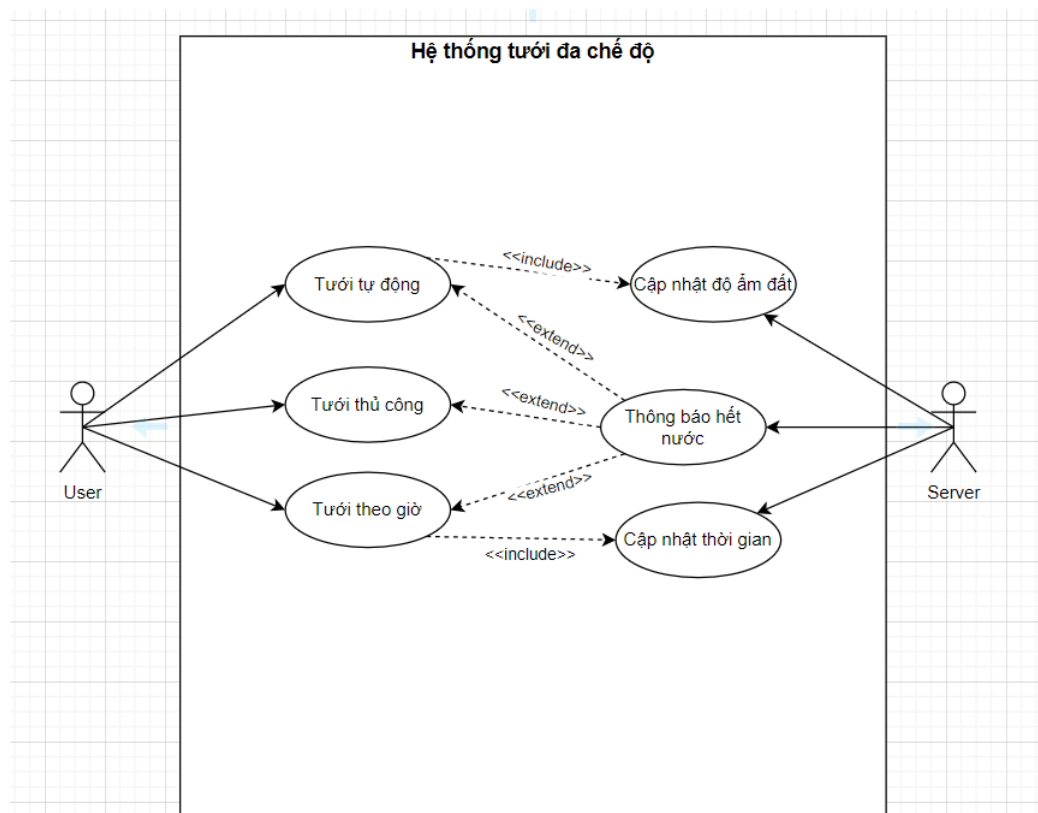 Hệ thống tưới đa chế độ
Tưới tự động
<<include>>
Cập nhật độ ẩm đất
<<extend>>
Tưới thủ công
<<extend>>
Thông báo hết
nước
User
Server
Tưới theo giờ
<<extend>>
Cập nhật thời gian
<<include>>